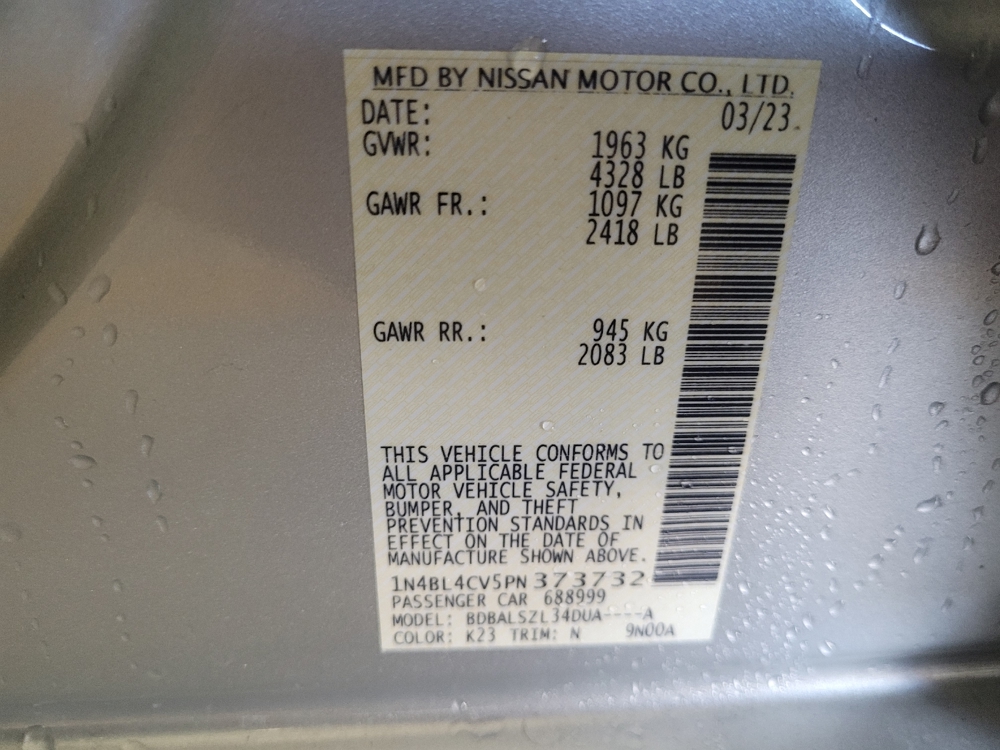 MFD BY NISSAN MOTOR CO., LTD.
DATE: 03/23
GVWR: 1963 KG
4328 LB
GAWR FR.: 1097 KG
2418 LB
GAWR RR.: 945 KG
2083 LB
THIS VEHICLE CONFORMS TO
ALL APPLICABLE FEDERAL
MOTOR VEHICLE SAFETY,
BUMPER, AND THEFT
PREVENTION STANDARDS IN
EFFECT ON THE DATE OF
MANUFACTURE SHOWN ABOVE.
1N4BL4CV5PN373732
PASSENGER CAR 688999
MODEL: BDBALSZL34DUA----A
COLOR: K23 TRIM: N 9N00A